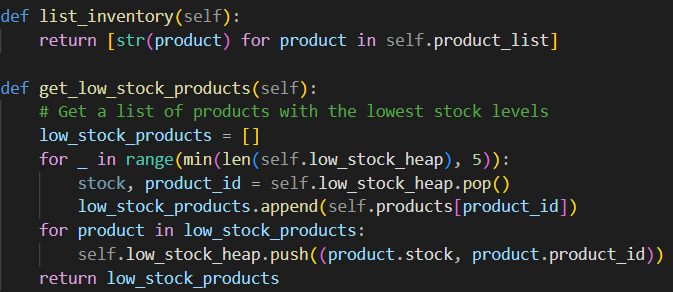 def list_inventory(self):
    return [str(product) for product in self.product_list]

def get_low_stock_products(self):
    # Get a list of products with the lowest stock levels
    low_stock_products = []
    for _ in range(min(len(self.low_stock_heap), 5)):
        stock, product_id = self.low_stock_heap.pop()
        low_stock_products.append(self.products[product_id])
    for product in low_stock_products:
        self.low_stock_heap.push((product.stock, product.product_id))
    return low_stock_products